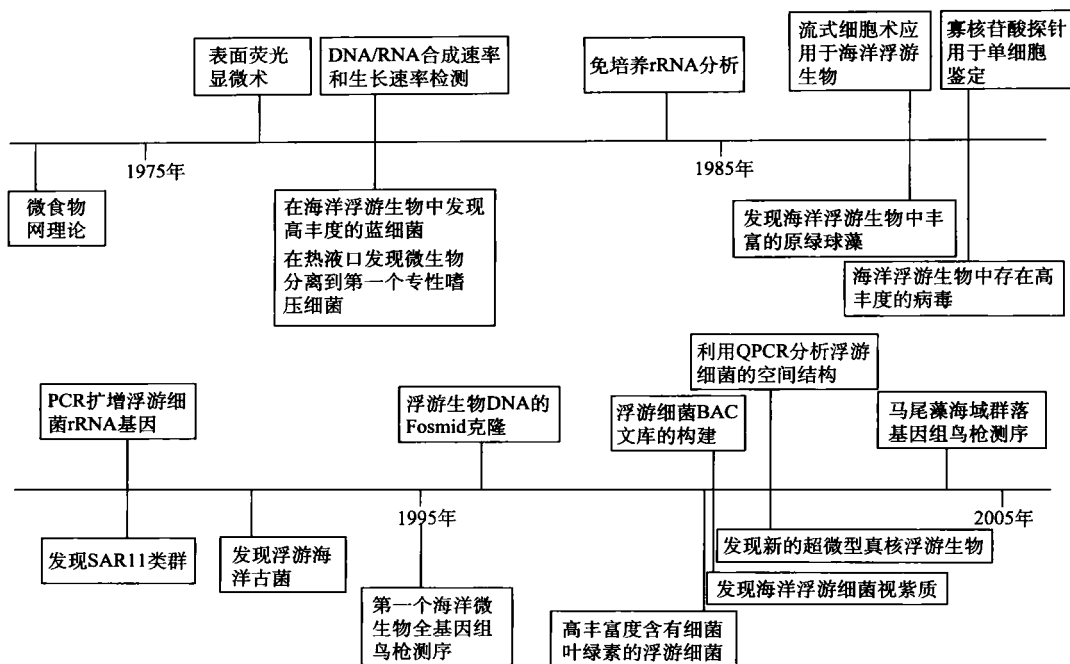 表面荧光
显微术
DNA/RNA合成速率
和生长速率检测
免培养rRNA分析
流式细胞术应
用于海洋浮游
生物
寡核苷酸探针
用于单细胞
鉴定
1975年
1985年
微食物
网理论
在海洋浮游生物中发现
高丰度的蓝细菌
在热液口发现微生物
分离到第一个专性嗜
压细菌
发现海洋浮游生物中丰
富的原绿球藻
海洋浮游生物中存在高
丰度的病毒
PCR扩增浮游细
菌rRNA基因
浮游生物DNA的
Fosmid克隆
浮游细菌BAC
文库的构建
利用QPCR分析浮游
细菌的空间结构
马尾藻海域群落
基因组鸟枪测序
1995年
2005年
发现SAR11类群
发现浮游海
洋古菌
第一个海洋微
生物全基因组
鸟枪测序
高丰富度含有细菌
叶绿素的浮游细菌
发现海洋浮游细菌视紫质
发现新的超微型真核浮游生物